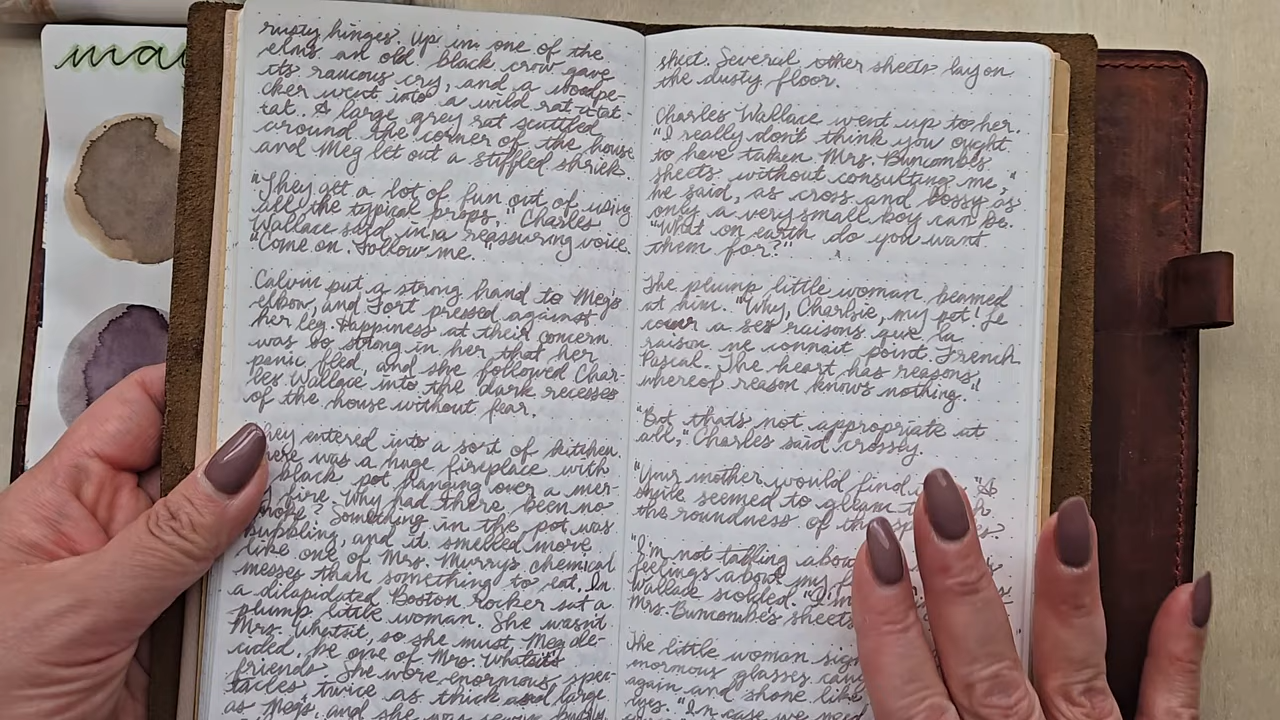 mar
rusty hinges. Up in one of the
elms an old black crow gave
its raucous cry, and a woodpe-
cker went into a wild rat-a-tat-
tat. A large grey rat scuttled
around the corner of the house
and Meg let out a stiffled shriek.
"They get a lot of fun out of using
all the typical props," Charles
Wallace said in a reassuring voice.
"Come on. Follow me.
Calvin put a strong hand to Meg's
elbow, and Fort pressed against
her leg. Happiness at their concern
was so strong in her that her
panic fled, and she followed Char-
les Wallace into the dark recesses
of the house without fear.
hey entered into a sort of kitchen.
here was a huge fireplace with
black pot hanging over a mer-
fire. Why had there been no
smoke? Something in the pot was
bubbling, and it smelled more
like one of Mrs. Murry's chemical
messes than something to eat. In
a dilapidated Boston rocker sat a
plump little woman. She wasn't
Mrs. Whatsit, so she must, Meg de-
cided, be one of Mrs. Whatsit's
friends. She wore enormous spec-
tacles, twice as thick and large
as Meg's, and she was sewing busily
sheet. Several other sheets lay on
the dusty floor.
Charles Wallace went up to her.
"I really don't think you ought
to have taken Mrs. Buncombe's
sheets without consulting me,"
he said, as cross and bossy as
only a very small boy can be.
"What on earth do you want
them for?"
The plump little woman beamed
at him. "Why, Charlsie, my pet! Le
coeur a ses raisons que la
raison ne connait point. French.
Pascal. The heart has reasons,
whereof reason knows nothing."
"But that's not appropriate at
all," Charles said crossey.
"Your mother would find "A
smile seemed to gleam
the roundness of
"I'm not talking
feelings about my
Wallace scolded.
Mrs. Buncombe's sheets
The little woman
normous glasses
again and shone like
eyes. "In case we need